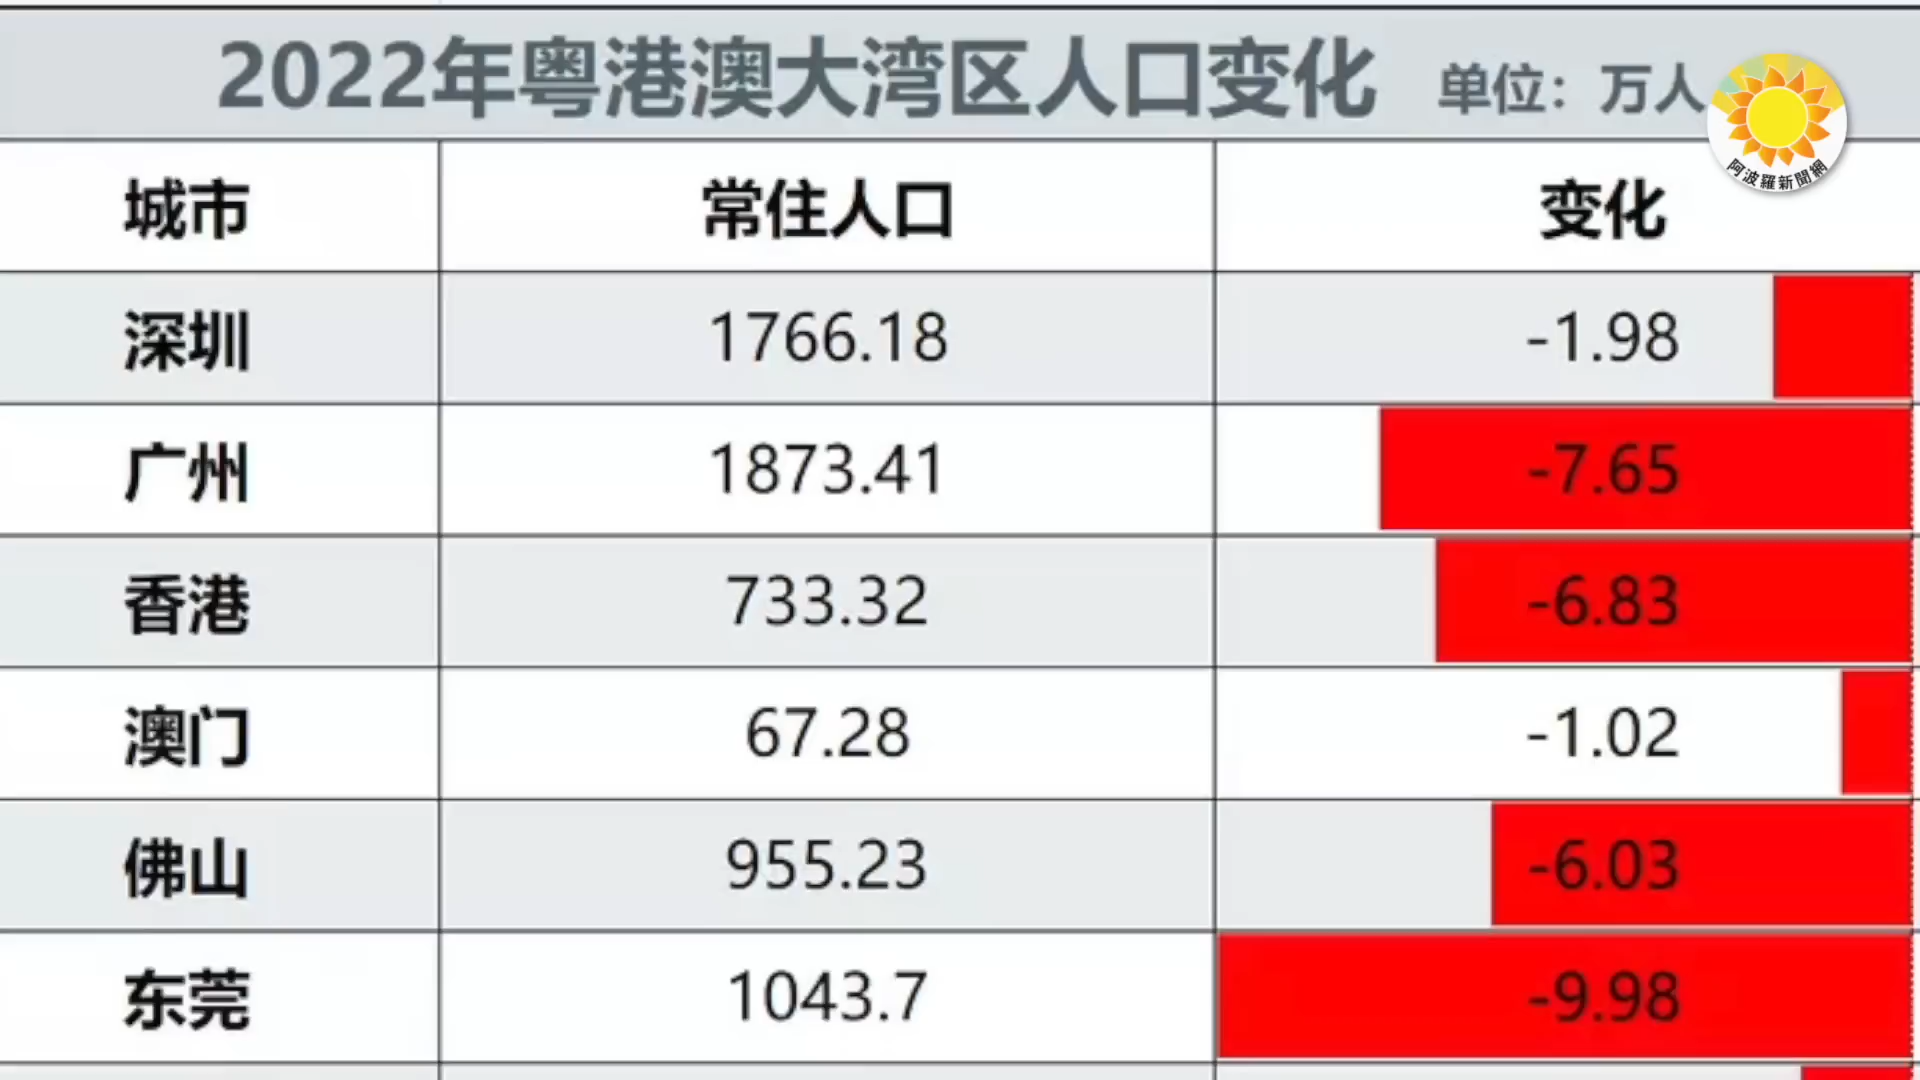 2022年粤港澳大湾区人口变化 单位：万人
阿波羅新聞網
城市 常住人口 变化
深圳 1766.18 -1.98
广州 1873.41 -7.65
香港 733.32 -6.83
澳门 67.28 -1.02
佛山 955.23 -6.03
东莞 1043.7 -9.98